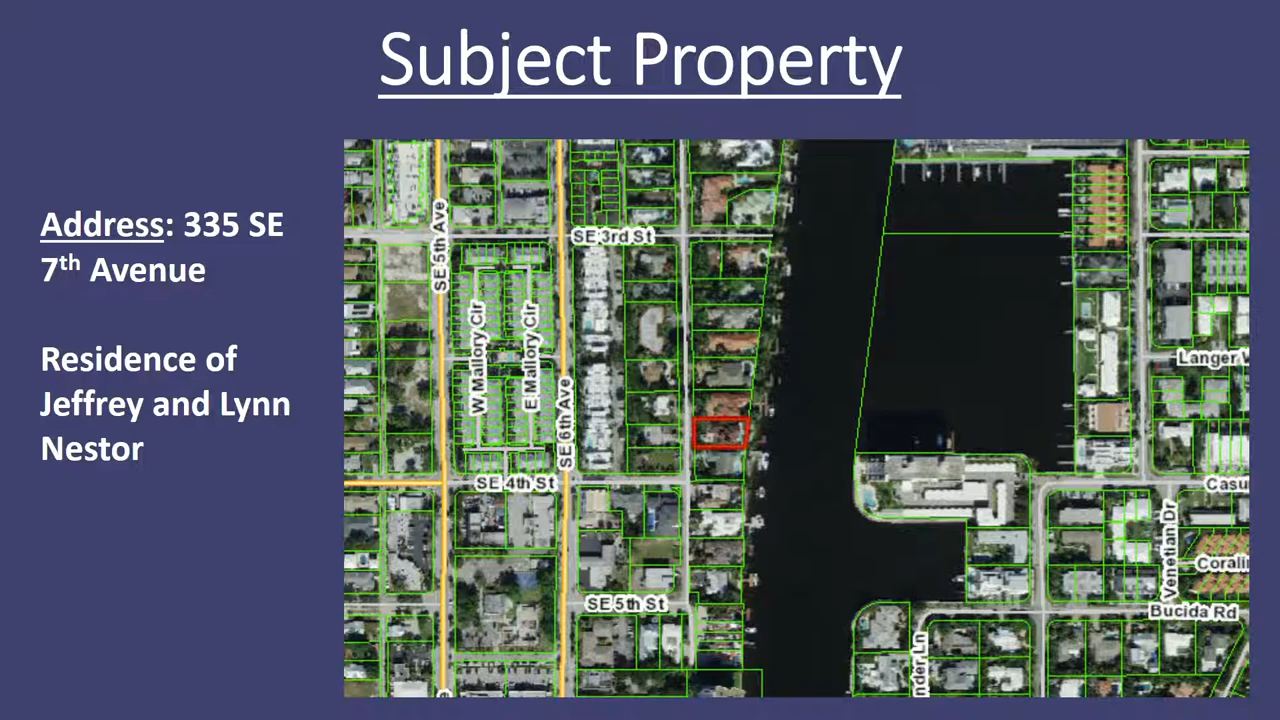 Subject Property
Address: 335 SE
7th Avenue
Residence of
Jeffrey and Lynn
Nestor
SE 5th Ave
SE 3rd St
W Mallory Cir
E Mallory Cir
SE 6th Ave
SE 4th St
SE 5th St
Langer
Casu
Venetian Dr
Corali
Bucida Rd
nder Ln